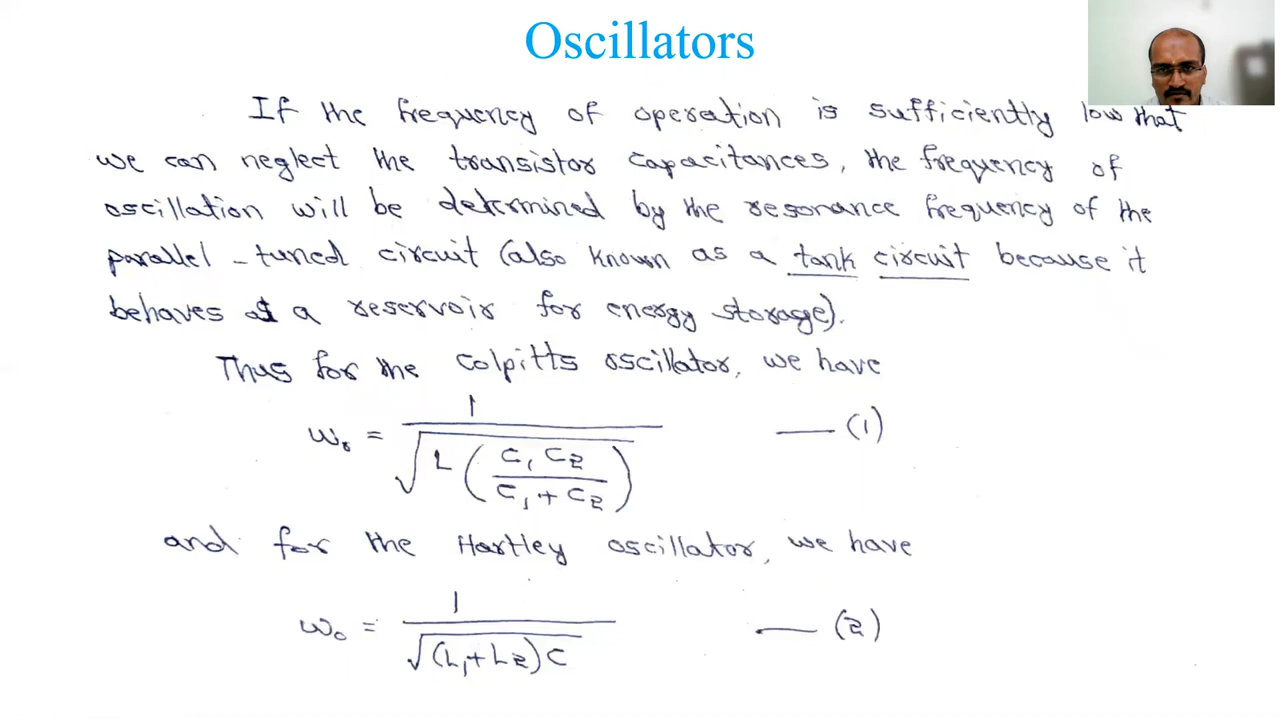 Oscillators
If the frequency of operation is sufficiently low that
we can neglect the transistor capacitances, the frequency of
oscillation will be determined by the resonance frequency of the
parallel-tuned circuit (also known as a tank circuit because it
behaves as a reservoir for energy storage).
Thus for the colpitts oscillator, we have
ω₀ = 1 / √(L (C₁ C₂ / (C₁ + C₂))) —— (1)
and for the Hartley oscillator, we have
ω₀ = 1 / √((L₁ + L₂) C) —— (2)